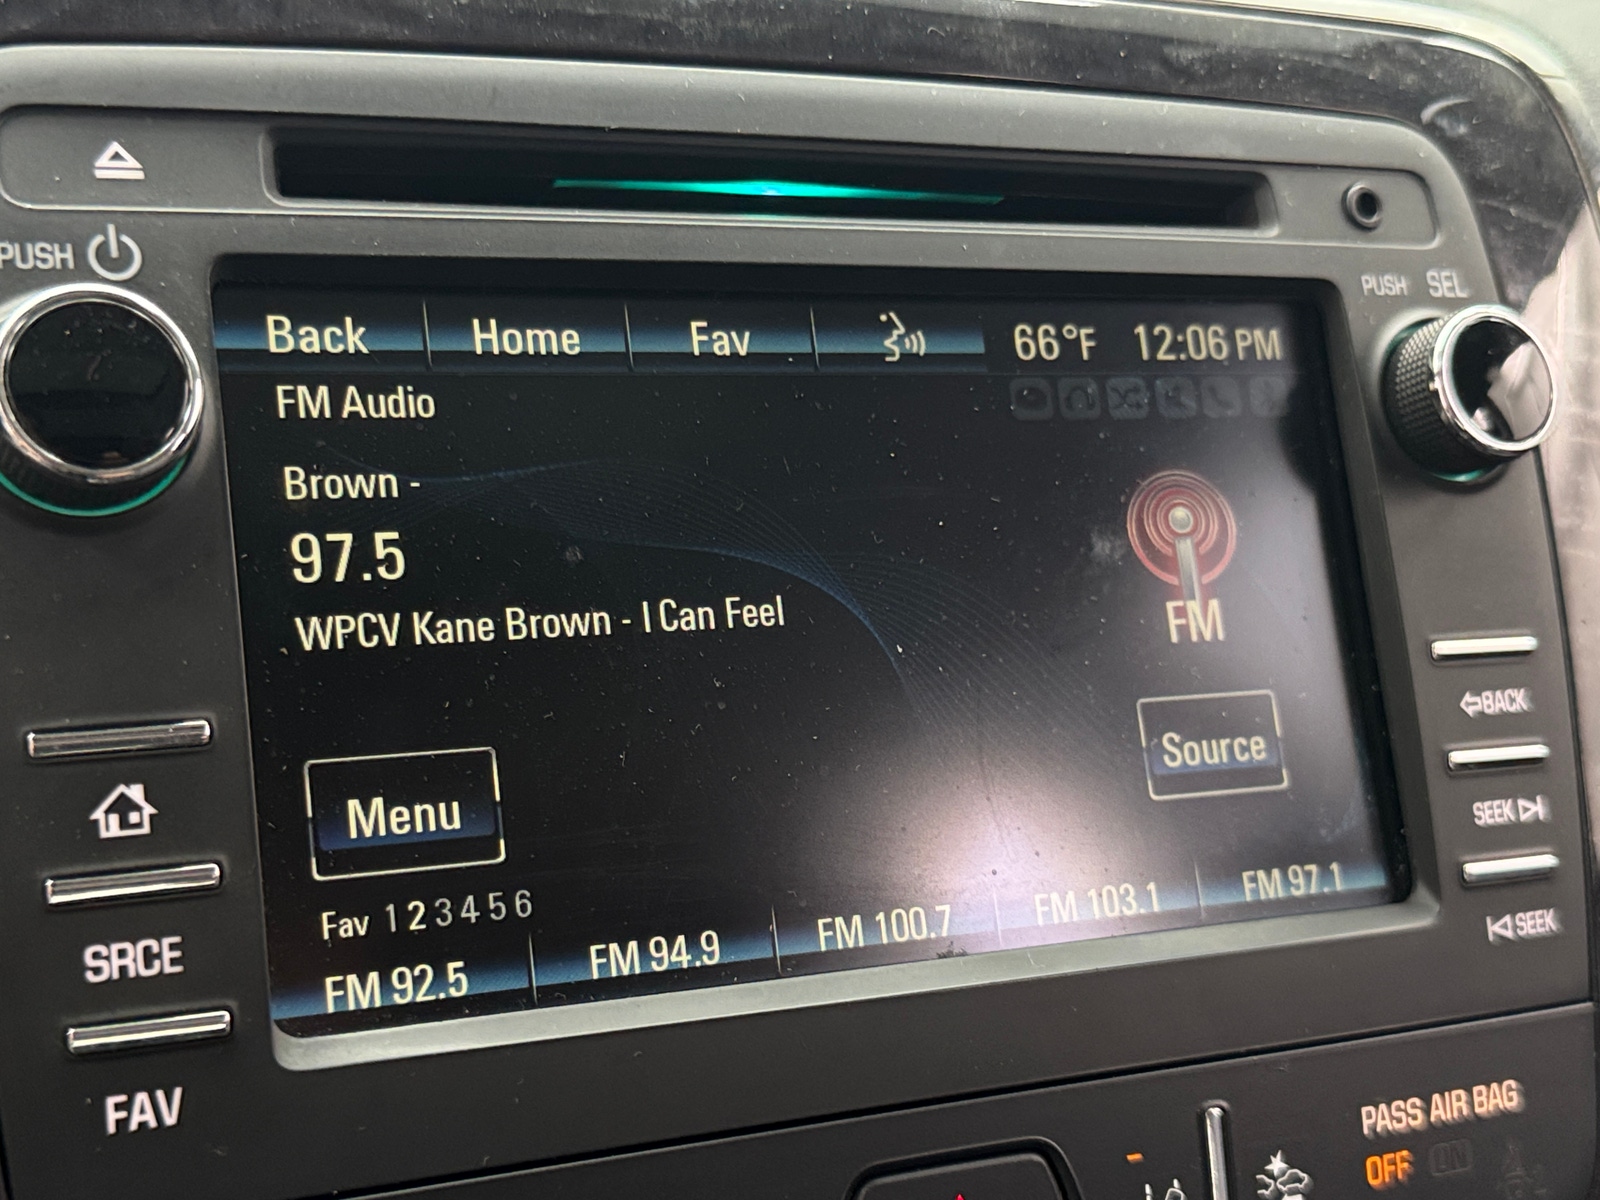 PUSH
PUSH SEL
Back Home Fav 66°F 12:06 PM
FM Audio
Brown -
97.5
WPCV Kane Brown - I Can Feel
FM
Source
Menu
Fav 1 2 3 4 5 6
FM 92.5 FM 94.9 FM 100.7 FM 103.1 FM 97.1
SRCE
FAV
BACK
SEEK
SEEK
PASS AIR BAG
OFF ON